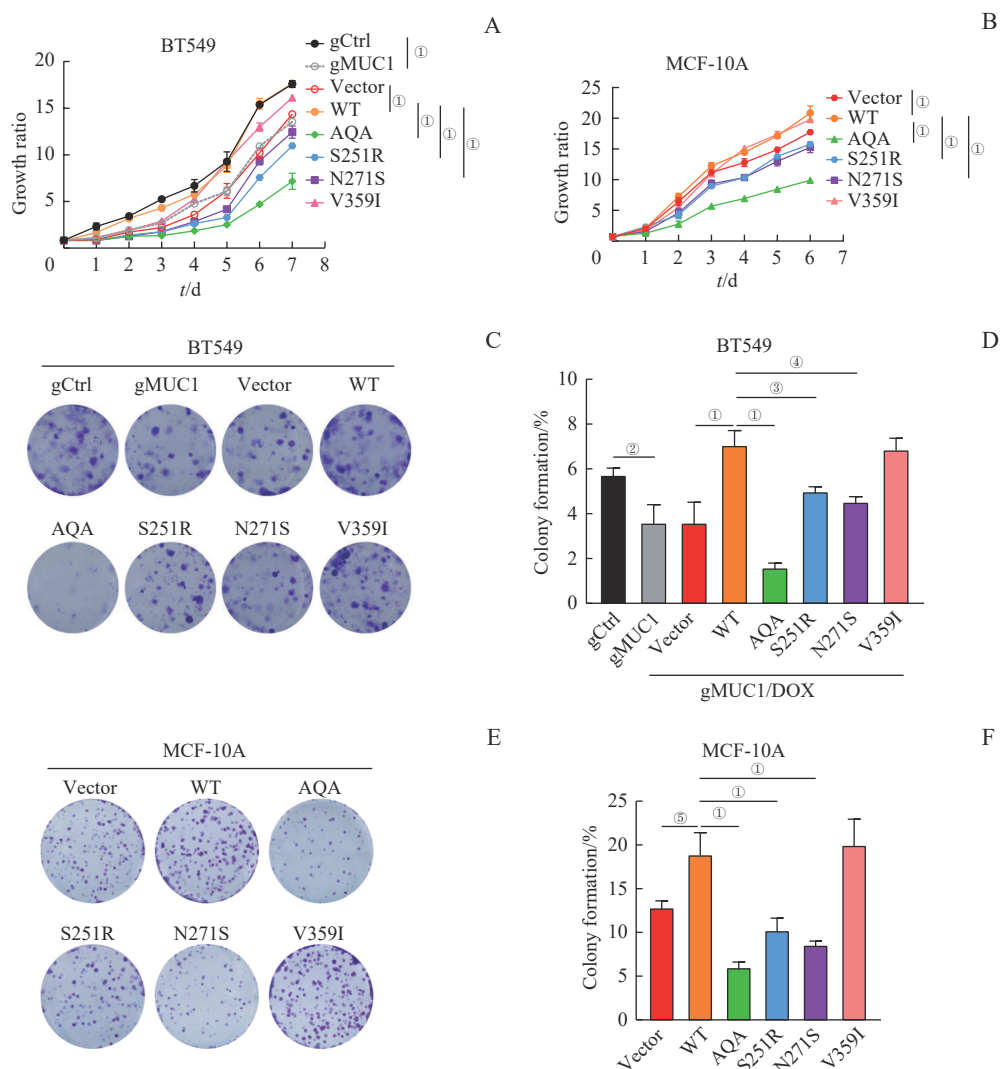 A
BT549
gCtrl
gMUC1
Vector
WT
AQA
S251R
N271S
V359I
①
①
①
①
①
Growth ratio
20
15
10
5
0
1
2
3
4
5
6
7
8
t/d
B
MCF-10A
Vector
WT
AQA
S251R
N271S
V359I
①
①
①
①
Growth ratio
25
20
15
10
5
0
1
2
3
4
5
6
7
t/d
C
BT549
gCtrl gMUC1 Vector WT
AQA S251R N271S V359I
D
BT549
④
③
① ①
②
Colony formation/%
10
8
6
4
2
0
gCtrl
gMUC1
Vector
WT
AQA
S251R
N271S
V359I
gMUC1/DOX
E
MCF-10A
Vector WT AQA
S251R N271S V359I
F
MCF-10A
①
①
⑤ ①
Colony formation/%
25
20
15
10
5
0
Vector
WT
AQA
S251R
N271S
V359I